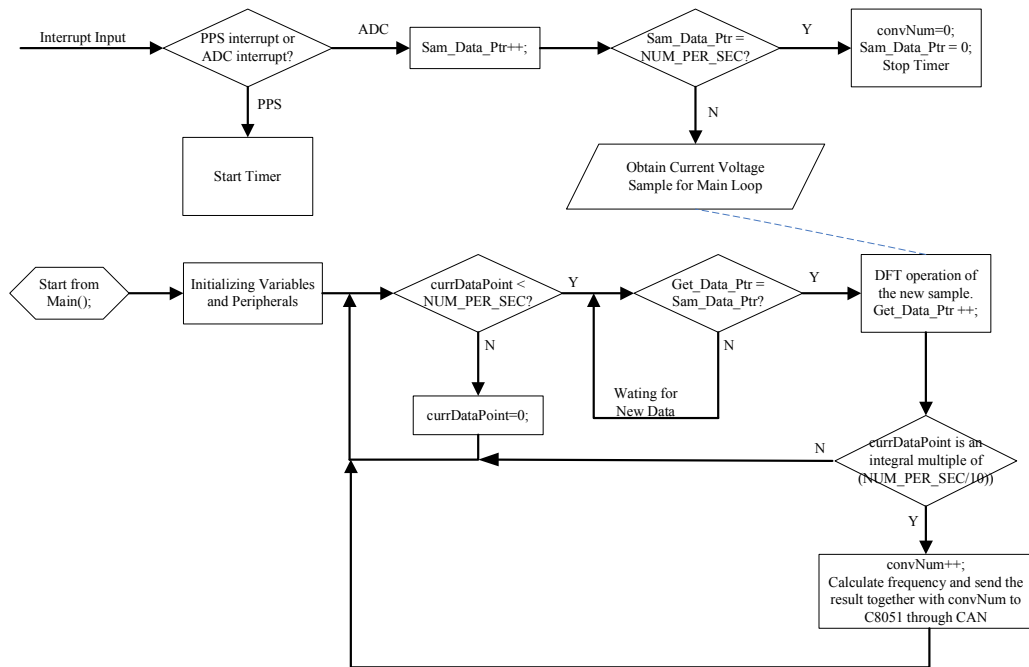 Interrupt Input
PPS interrupt or
ADC interrupt?
ADC
Sam_Data_Ptr++;
Sam_Data_Ptr =
NUM_PER_SEC?
Y
convNum=0;
Sam_Data_Ptr = 0;
Stop Timer
PPS
N
Start Timer
Obtain Current Voltage
Sample for Main Loop
Start from
Main();
Initializing Variables
and Peripherals
currDataPoint <
NUM_PER_SEC?
Y
Get_Data_Ptr =
Sam_Data_Ptr?
Y
DFT operation of
the new sample.
Get_Data_Ptr ++;
N
N
Wating for
New Data
currDataPoint=0;
N
currDataPoint is an
integral multiple of
(NUM_PER_SEC/10))
Y
convNum++;
Calculate frequency and send the
result together with convNum to
C8051 through CAN